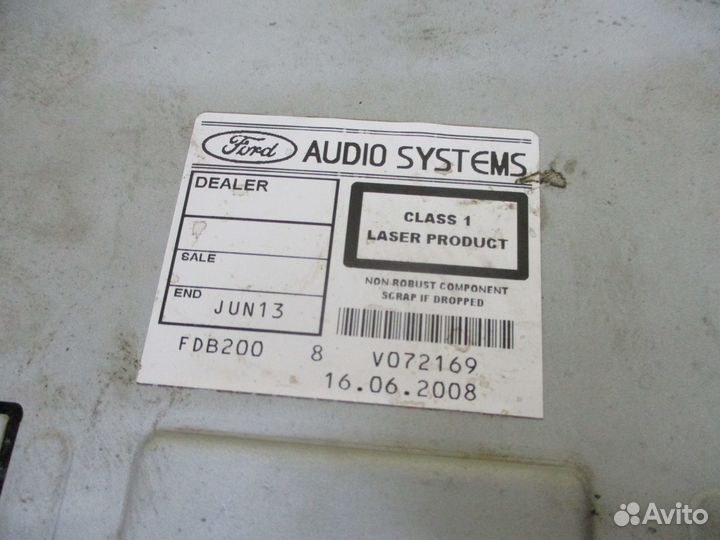 Ford AUDIO SYSTEMS
DEALER
SALE
END JUN13
CLASS 1
LASER PRODUCT
NON ROBUST COMPONENT
SCRAP IF DROPPED
FDB200 8 V072169
16.06.2008
Avito